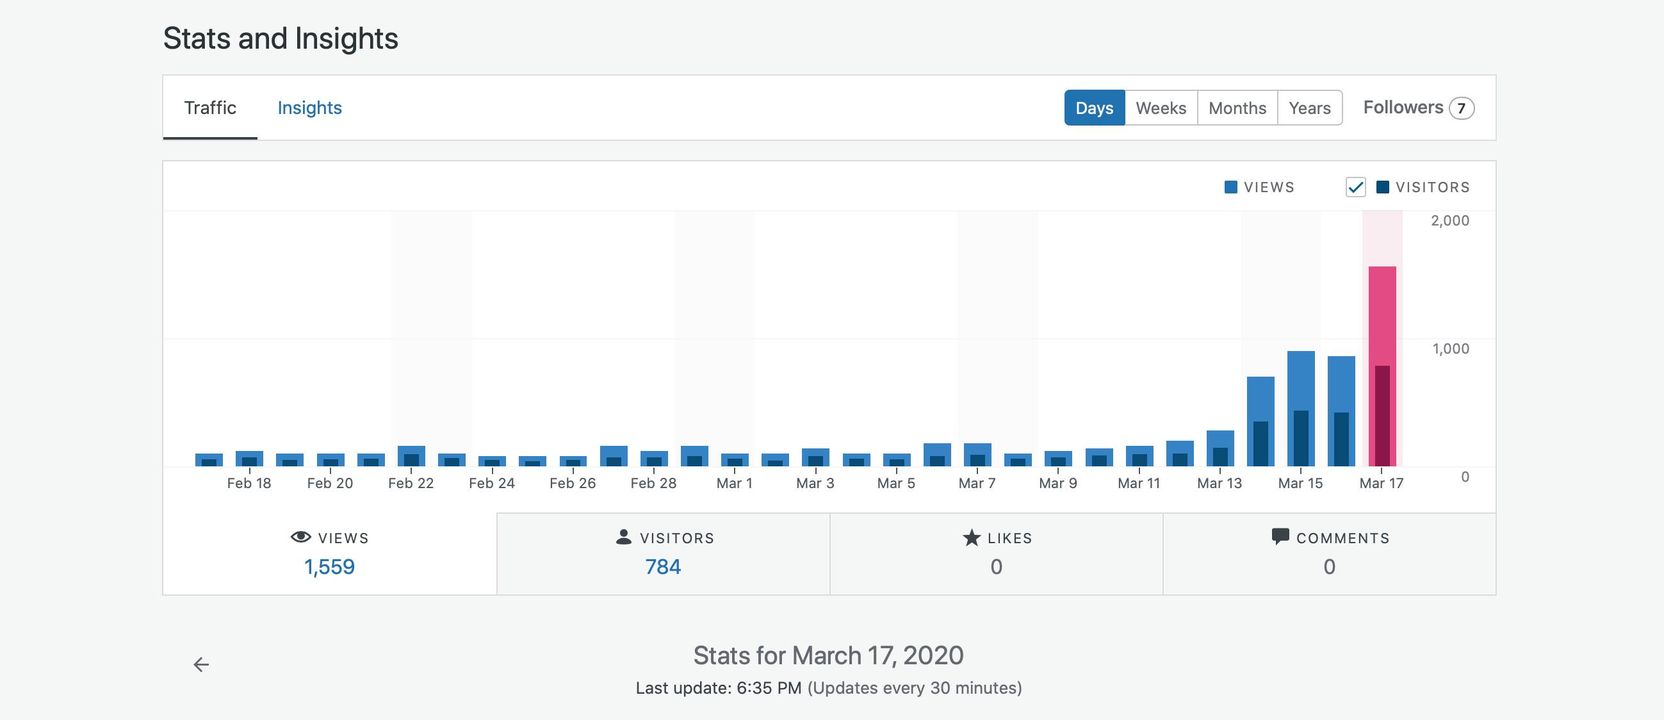 Stats and Insights
Traffic Insights Days Weeks Months Years Followers 7
VIEWS VISITORS
2,000
1,000
0
Feb 18 Feb 20 Feb 22 Feb 24 Feb 26 Feb 28 Mar 1 Mar 3 Mar 5 Mar 7 Mar 9 Mar 11 Mar 13 Mar 15 Mar 17
VIEWS VISITORS LIKES COMMENTS
1,559 784 0 0
Stats for March 17, 2020
Last update: 6:35 PM (Updates every 30 minutes)